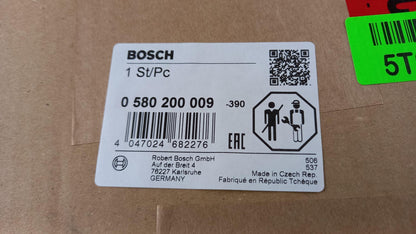 BOSCH
1 St/Pc
0 580 200 009 -390
4 047024 682276
EAC
Robert Bosch GmbH
Auf der Breit 4
76227 Karlsruhe
GERMANY
506
537
Made in Czech Rep.
Fabriqué en République Tchèque
5T